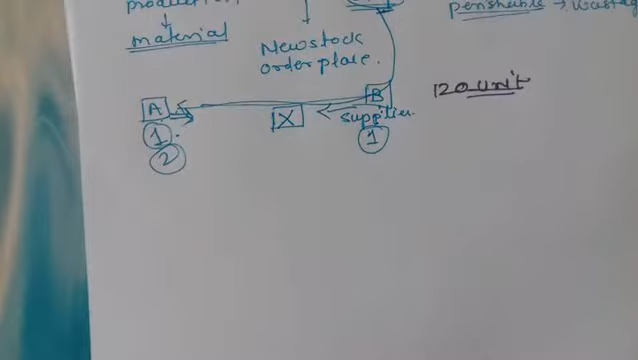 perishable → wastag
material
Newstock
order place.
A
B
120 unit
X
supplier.
1
1
2